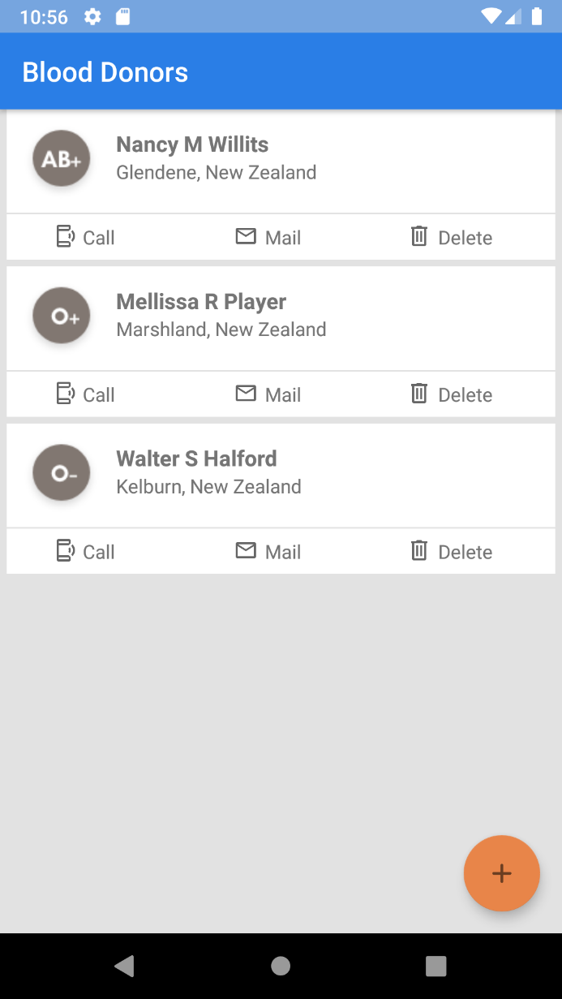 10:56
Blood Donors
AB+
Nancy M Willits
Glendene, New Zealand
Call Mail Delete
O+
Mellissa R Player
Marshland, New Zealand
Call Mail Delete
O-
Walter S Halford
Kelburn, New Zealand
Call Mail Delete
+